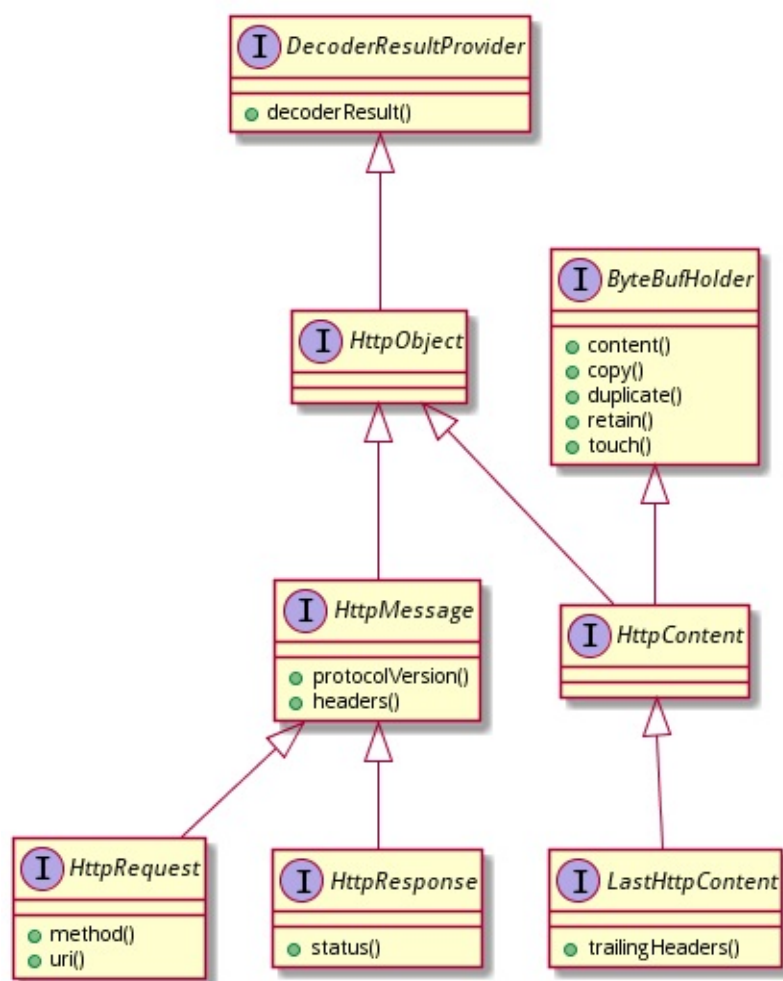 I DecoderResultProvider
decoderResult()
I ByteBufHolder
content()
copy()
duplicate()
retain()
touch()
I HttpObject
I HttpMessage
protocolVersion()
headers()
I HttpContent
I HttpRequest
method()
uri()
I HttpResponse
status()
I LastHttpContent
trailingHeaders()